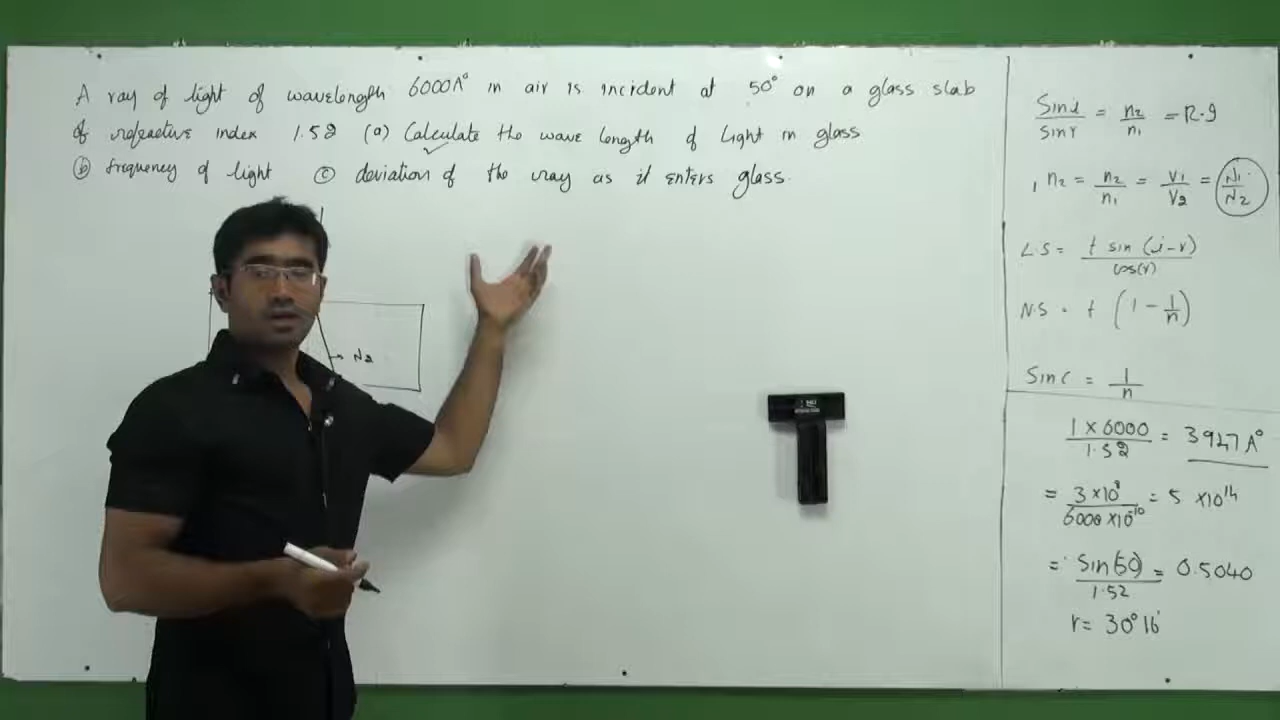 A ray of light of wavelength 6000A° in air is incident at 50° on a glass slab
of refractive index 1.52 (a) Calculate the wave length of light in glass
(b) frequency of light (c) deviation of the uray as it enters glass.
N2
Sin i / sin r = n2 / n1 = R.I
1 n2 = n2 / n1 = V1 / V2 = λ1 / λ2
L.S = t sin (i-r) / cos(r)
N.S = t (1 - 1/n)
Sin C = 1 / n
1 x 6000 / 1.52 = 3947 A°
= 3 x 10^8 / 6000 x 10^-10 = 5 x 10^14
= Sin(50) / 1.52 = 0.5040
r = 30° 16'